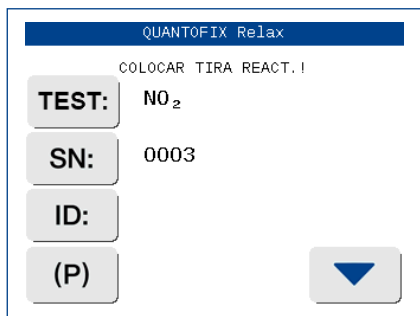 QUANTOFIX Relax
COLOCAR TIRA REACT.!
TEST: NO₂
SN: 0003
ID:
(P)